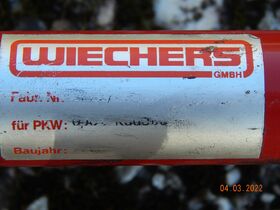 WIECHERS
GMBH
Fabr. Nr.
für PKW:
Baujahr:
04.03.2022